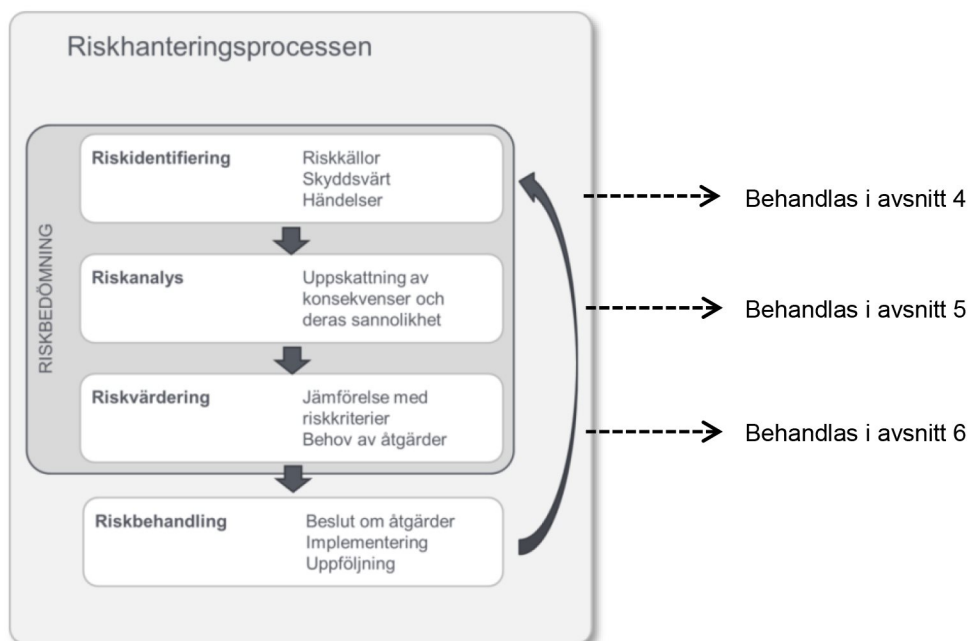 Riskhanteringsprocessen
RISKBEDÖMNING
Riskidentifiering
Riskkällor
Skyddsvärt
Händelser
Behandlas i avsnitt 4
Riskanalys
Uppskattning av
konsekvenser och
deras sannolikhet
Behandlas i avsnitt 5
Riskvärdering
Jämförelse med
riskkriterier
Behov av åtgärder
Behandlas i avsnitt 6
Riskbehandling
Beslut om åtgärder
Implementering
Uppföljning